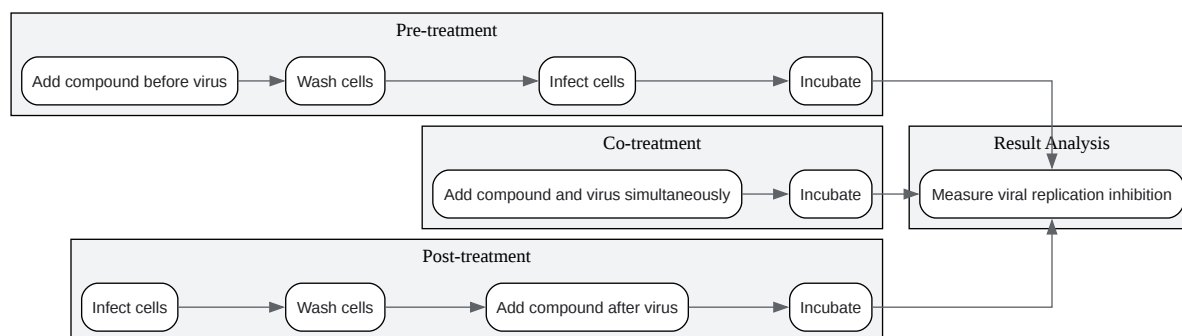 Pre-treatment
Add compound before virus
Wash cells
Infect cells
Incubate
Co-treatment
Add compound and virus simultaneously
Incubate
Result Analysis
Measure viral replication inhibition
Post-treatment
Infect cells
Wash cells
Add compound after virus
Incubate